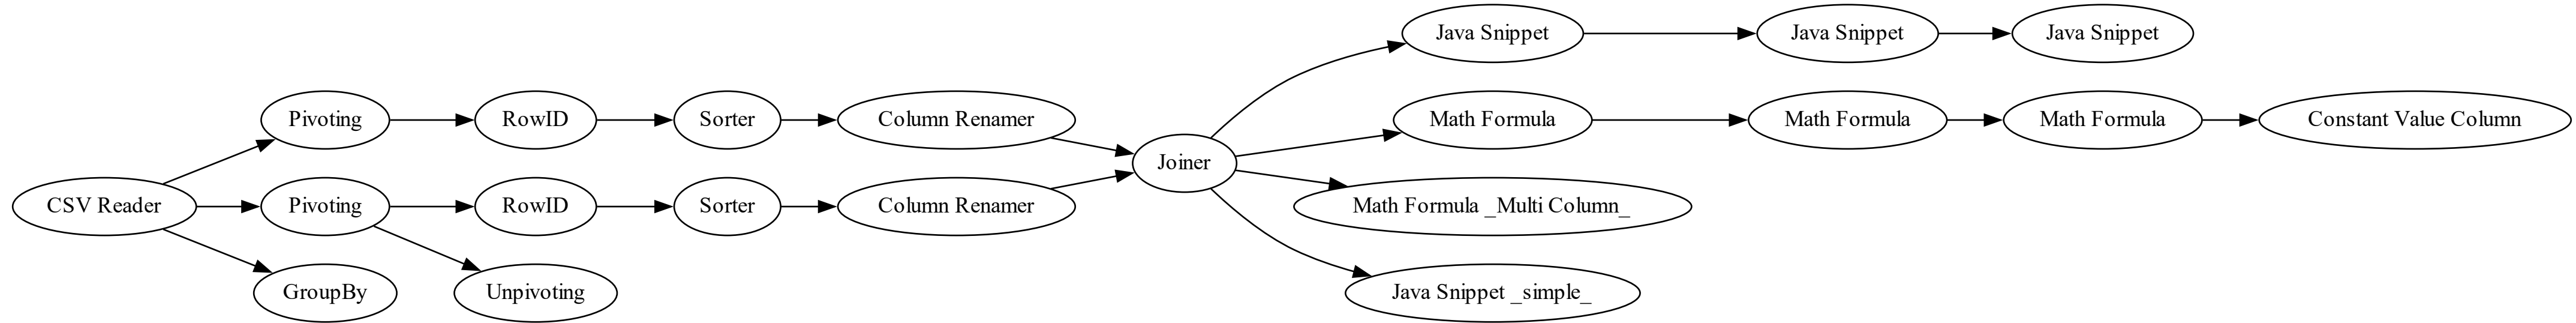 Java Snippet Java Snippet Java Snippet
Pivoting RowID Sorter Column Renamer Math Formula Math Formula Math Formula Constant Value Column
Joiner
CSV Reader Pivoting RowID Sorter Column Renamer Math Formula _Multi Column_
GroupBy Unpivoting Java Snippet _simple_